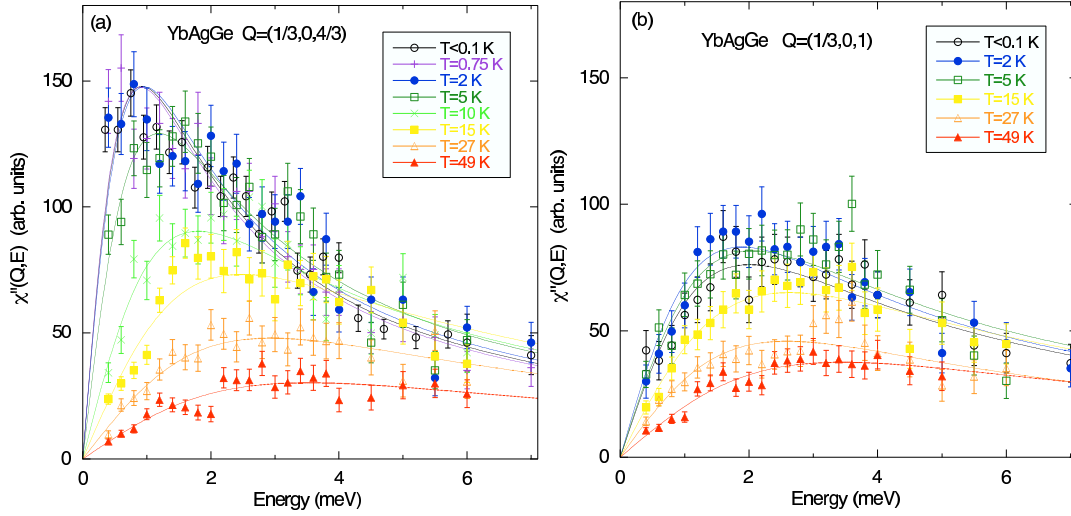 (a)
YbAgGe Q=(1/3,0,4/3)
T<0.1 K
T=0.75 K
T=2 K
T=5 K
T=10 K
T=15 K
T=27 K
T=49 K
150
100
50
0
χ"(Q,E) (arb. units)
0 2 4 6
Energy (meV)
(b)
YbAgGe Q=(1/3,0,1)
T<0.1 K
T=2 K
T=5 K
T=15 K
T=27 K
T=49 K
150
100
50
0
χ"(Q,E) (arb. units)
0 2 4 6
Energy (meV)